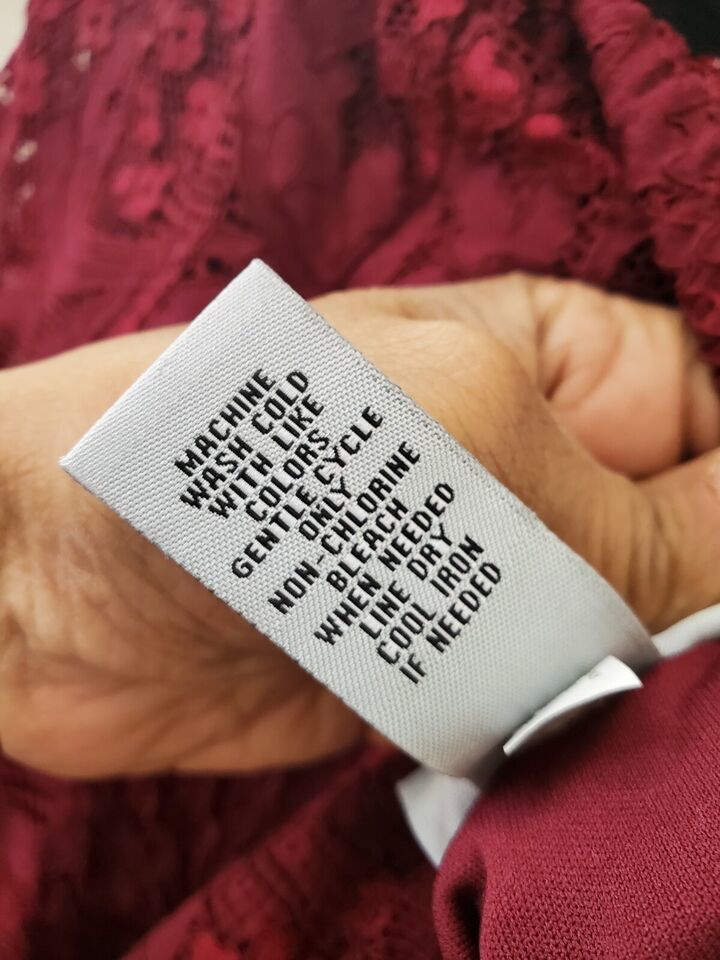 MACHINE
WASH COLD
WITH LIKE
COLORS
GENTLE CYCLE
ONLY
NON-CHLORINE
BLEACH
WHEN NEEDED
LINE DRY
COOL IRON
IF NEEDED